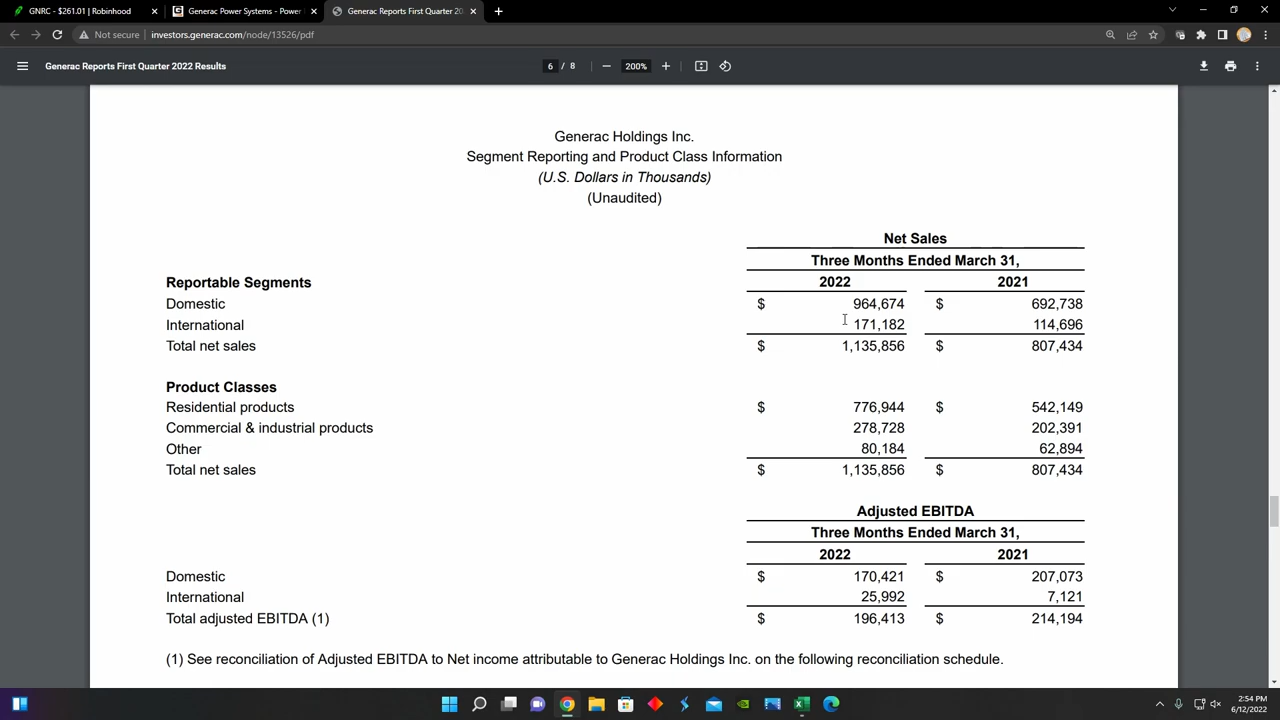 GNRC - $261.01 | Robinhood
Generac Power Systems - Power
Generac Reports First Quarter 20
Not secure | investors.generac.com/node/13526/pdf
Generac Reports First Quarter 2022 Results
6 / 8
200%
Generac Holdings Inc.
Segment Reporting and Product Class Information
(U.S. Dollars in Thousands)
(Unaudited)
Net Sales
Three Months Ended March 31,
Reportable Segments 2022 2021
Domestic $ 964,674 $ 692,738
International 171,182 114,696
Total net sales $ 1,135,856 $ 807,434
Product Classes
Residential products $ 776,944 $ 542,149
Commercial & industrial products 278,728 202,391
Other 80,184 62,894
Total net sales $ 1,135,856 $ 807,434
Adjusted EBITDA
Three Months Ended March 31,
2022 2021
Domestic $ 170,421 $ 207,073
International 25,992 7,121
Total adjusted EBITDA (1) $ 196,413 $ 214,194
(1) See reconciliation of Adjusted EBITDA to Net income attributable to Generac Holdings Inc. on the following reconciliation schedule.
2:54 PM
6/12/2022